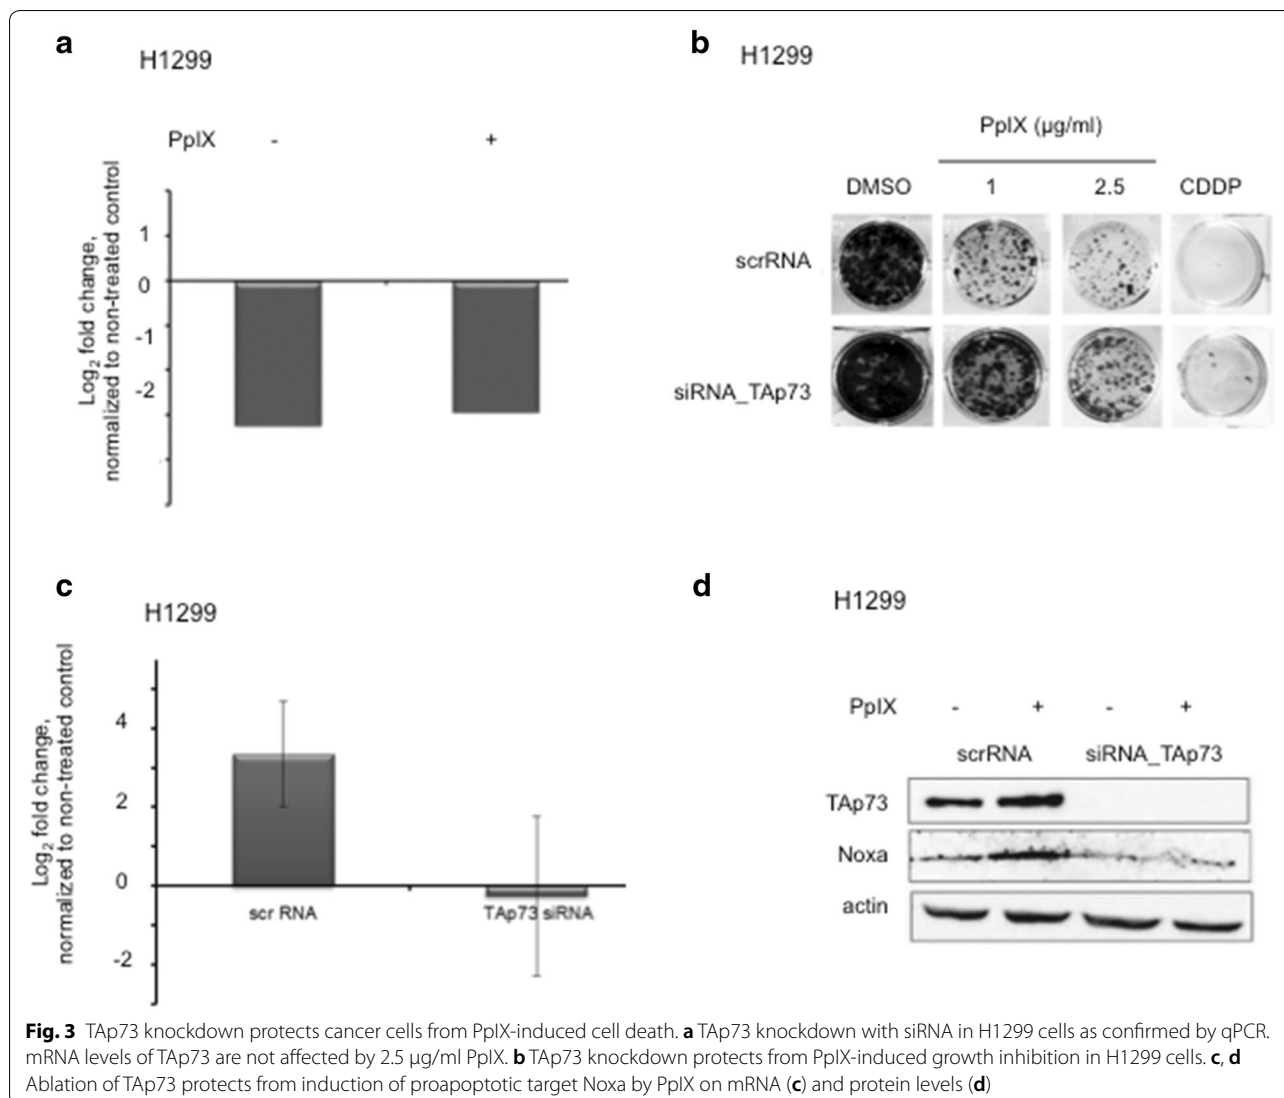 a
H1299
PpIX - +
Log2 fold change,
normalized to non-treated control
1
0
-1
-2
b
H1299
PpIX (µg/ml)
DMSO 1 2.5 CDDP
scrRNA
siRNA_TAp73
c
H1299
Log2 fold change,
normalized to non-treated control
4
2
0
-2
scr RNA TAp73 siRNA
d
H1299
PpIX - + - +
scrRNA siRNA_TAp73
TAp73
Noxa
actin
Fig. 3 TAp73 knockdown protects cancer cells from PpIX-induced cell death. a TAp73 knockdown with siRNA in H1299 cells as confirmed by qPCR.
mRNA levels of TAp73 are not affected by 2.5 µg/ml PpIX. b TAp73 knockdown protects from PpIX-induced growth inhibition in H1299 cells. c, d
Ablation of TAp73 protects from induction of proapoptotic target Noxa by PpIX on mRNA (c) and protein levels (d)